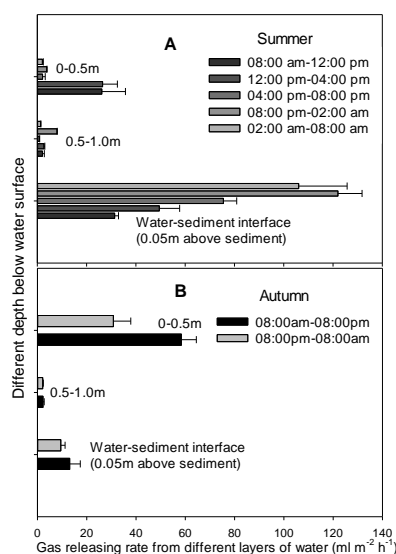 A
Summer
0-0.5m
08:00 am-12:00 pm
12:00 pm-04:00 pm
04:00 pm-08:00 pm
08:00 pm-02:00 am
02:00 am-08:00 am
0.5-1.0m
Water-sediment interface
(0.05m above sediment)
B
Autumn
0-0.5m
08:00am-08:00pm
08:00pm-08:00am
0.5-1.0m
Water-sediment interface
(0.05m above sediment)
Different depth below water surface
0 20 40 60 80 100 120 140
Gas releasing rate from different layers of water (ml m⁻² h⁻¹)